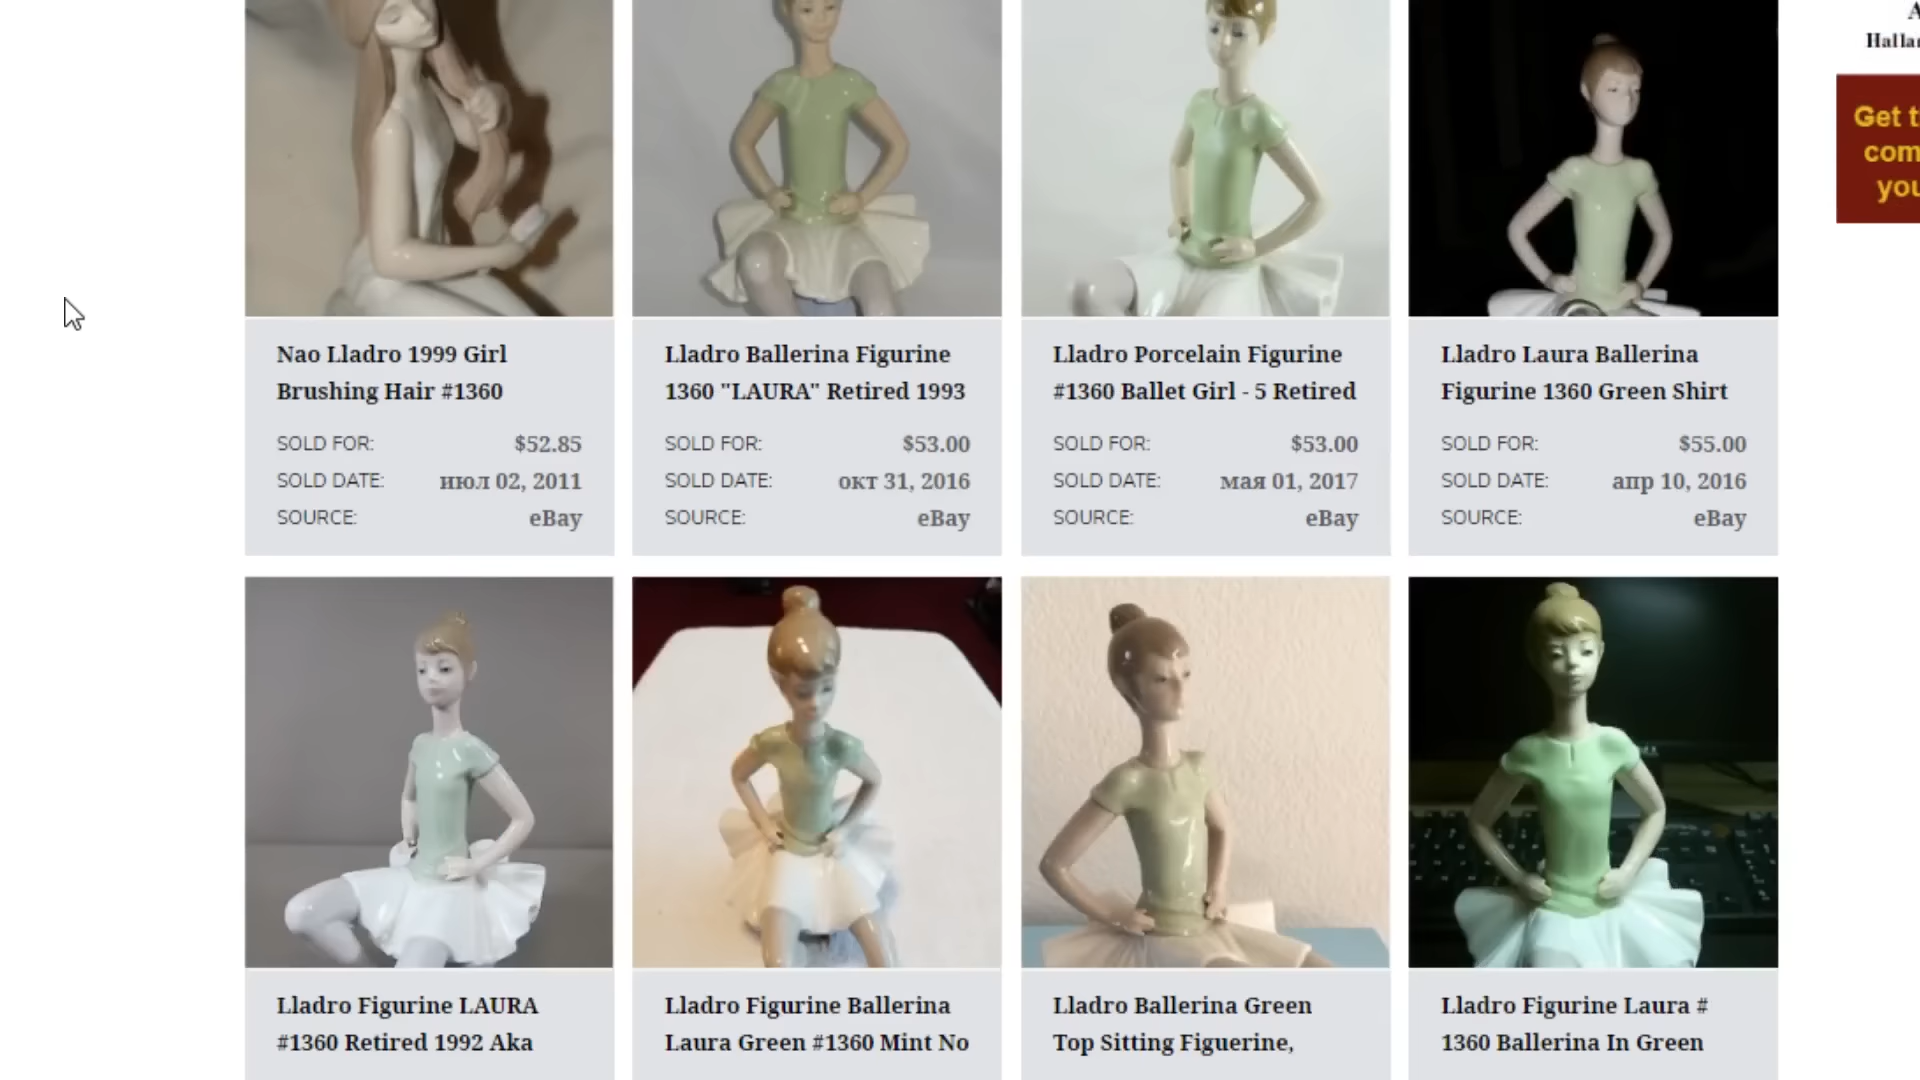 Halla
Get t
com
you
Nao Lladro 1999 Girl
Brushing Hair #1360
SOLD FOR: $52.85
SOLD DATE: июл 02, 2011
SOURCE: eBay
Lladro Ballerina Figurine
1360 "LAURA" Retired 1993
SOLD FOR: $53.00
SOLD DATE: окт 31, 2016
SOURCE: eBay
Lladro Porcelain Figurine
#1360 Ballet Girl - 5 Retired
SOLD FOR: $53.00
SOLD DATE: мая 01, 2017
SOURCE: eBay
Lladro Laura Ballerina
Figurine 1360 Green Shirt
SOLD FOR: $55.00
SOLD DATE: апр 10, 2016
SOURCE: eBay
Lladro Figurine LAURA
#1360 Retired 1992 Aka
Lladro Figurine Ballerina
Laura Green #1360 Mint No
Lladro Ballerina Green
Top Sitting Figuerine,
Lladro Figurine Laura #
1360 Ballerina In Green